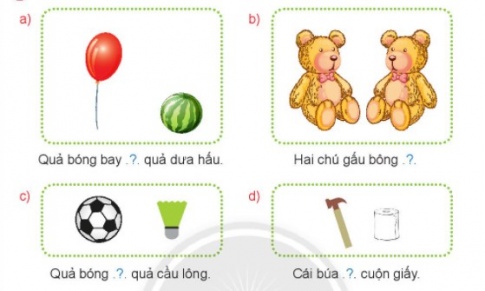 a)
b)
Quả bóng bay .?. quả dưa hấu.
Hai chú gấu bông .?.
c)
d)
Quả bóng .?. quả cầu lông.
Cái búa .?. cuộn giấy.